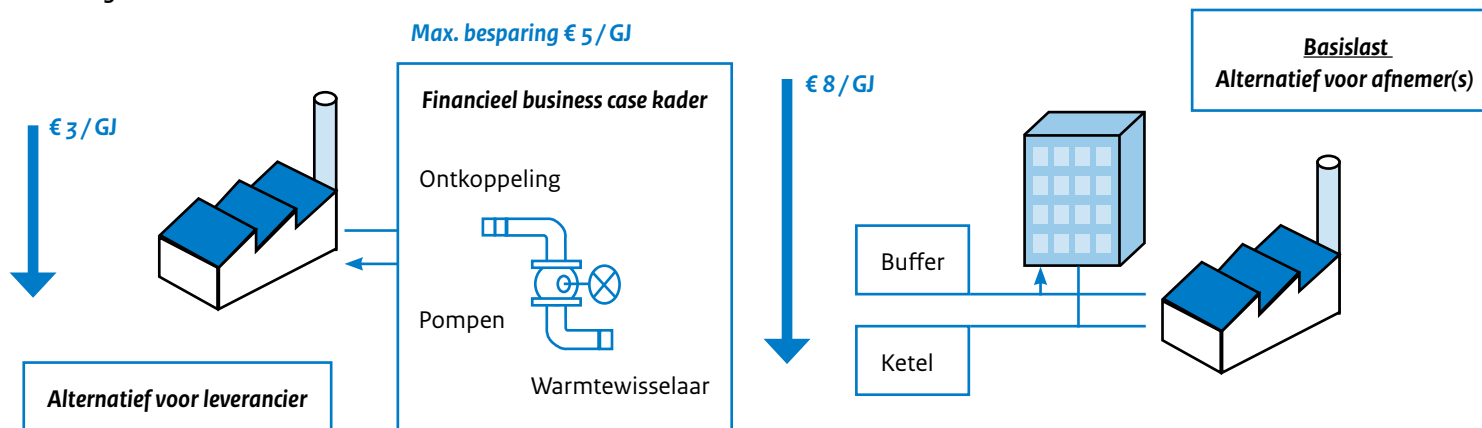 Max. besparing € 5 / GJ
€ 3 / GJ
Financieel business case kader
Ontkoppeling
Pompen
Warmtewisselaar
Alternatief voor leverancier
€ 8 / GJ
Basislast
Alternatief voor afnemer(s)
Buffer
Ketel